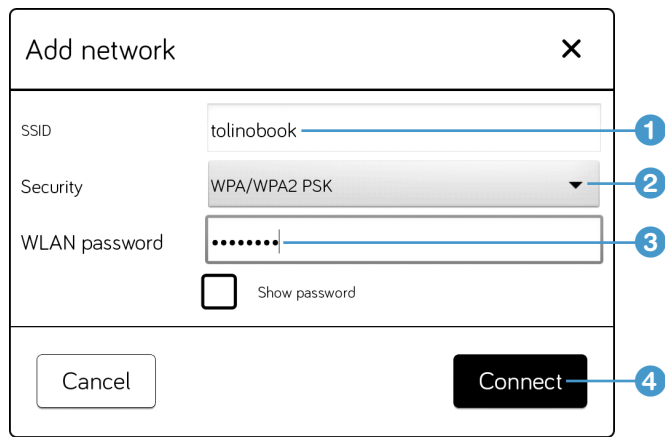 Add network
SSID tolinobook 1
Security WPA/WPA2 PSK 2
WLAN password •••••••• 3
Show password
Cancel Connect 4